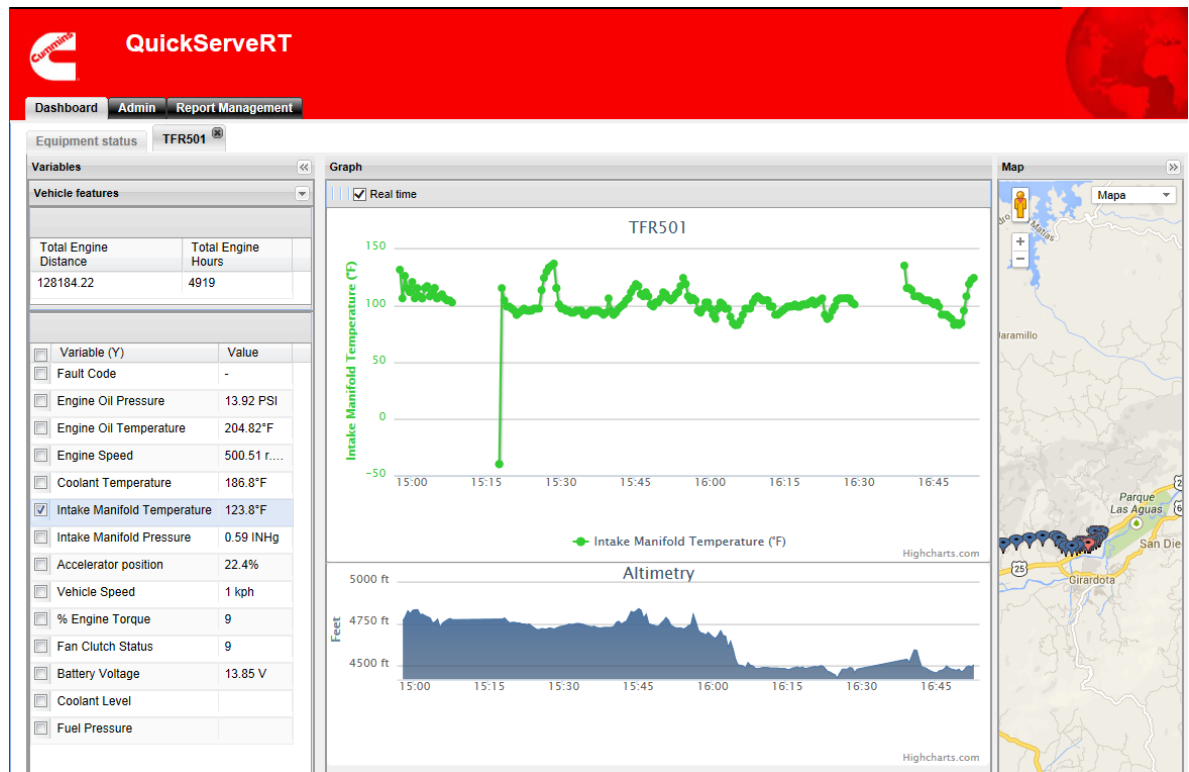 Cummins
QuickServeRT
Dashboard Admin Report Management
Equipment status TFR501
Variables
Vehicle features
Total Engine Distance Total Engine Hours
128184.22 4919
Variable (Y) Value
Fault Code -
Engine Oil Pressure 13.92 PSI
Engine Oil Temperature 204.82°F
Engine Speed 500.51 r....
Coolant Temperature 186.8°F
Intake Manifold Temperature 123.8°F
Intake Manifold Pressure 0.59 INHg
Accelerator position 22.4%
Vehicle Speed 1 kph
% Engine Torque 9
Fan Clutch Status 9
Battery Voltage 13.85 V
Coolant Level
Fuel Pressure
Graph
Real time
TFR501
Intake Manifold Temperature (°F)
150
100
50
0
-50
15:00 15:15 15:30 15:45 16:00 16:15 16:30 16:45
Intake Manifold Temperature (°F)
Highcharts.com
Altimetry
Feet
5000 ft
4750 ft
4500 ft
15:00 15:15 15:30 15:45 16:00 16:15 16:30 16:45
Highcharts.com
Map
Mapa
Matías
Jaramillo
Parque
Las Aguas
San Die
25
Girardota